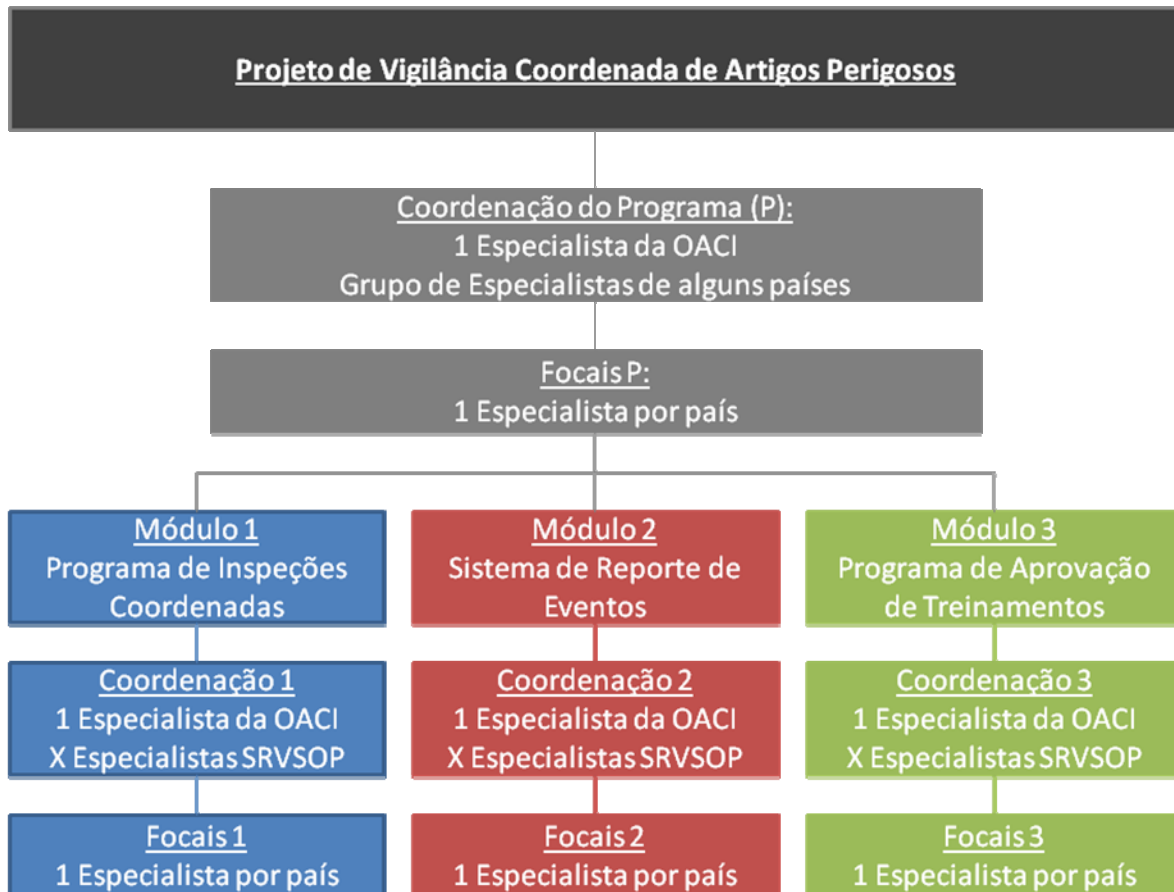 Projeto de Vigilância Coordenada de Artigos Perigosos
Coordenação do Programa (P):
1 Especialista da OACI
Grupo de Especialistas de alguns países
Focais P:
1 Especialista por país
Módulo 1
Programa de Inspeções
Coordenadas
Módulo 2
Sistema de Reporte de
Eventos
Módulo 3
Programa de Aprovação
de Treinamentos
Coordenação 1
1 Especialista da OACI
X Especialistas SRVSOP
Coordenação 2
1 Especialista da OACI
X Especialistas SRVSOP
Coordenação 3
1 Especialista da OACI
X Especialistas SRVSOP
Focais 1
1 Especialista por país
Focais 2
1 Especialista por país
Focais 3
1 Especialista por país